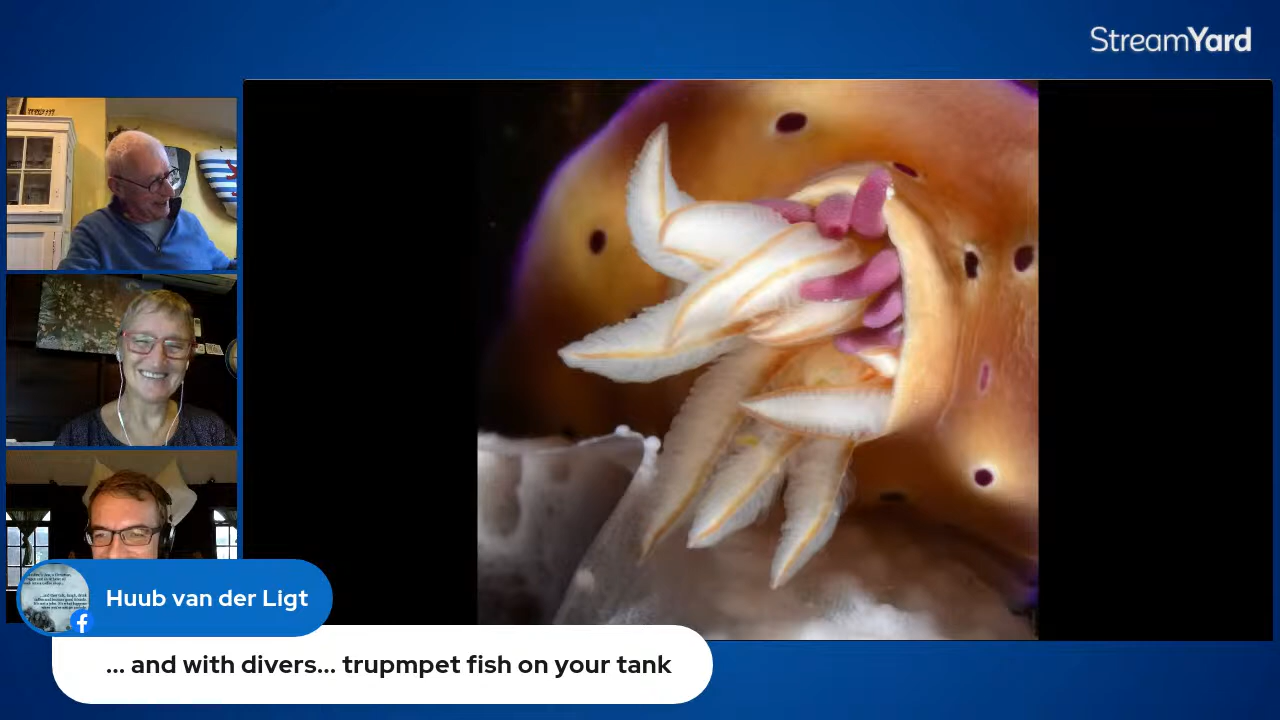 StreamYard
Huub van der Ligt
... and with divers... trupmpet fish on your tank